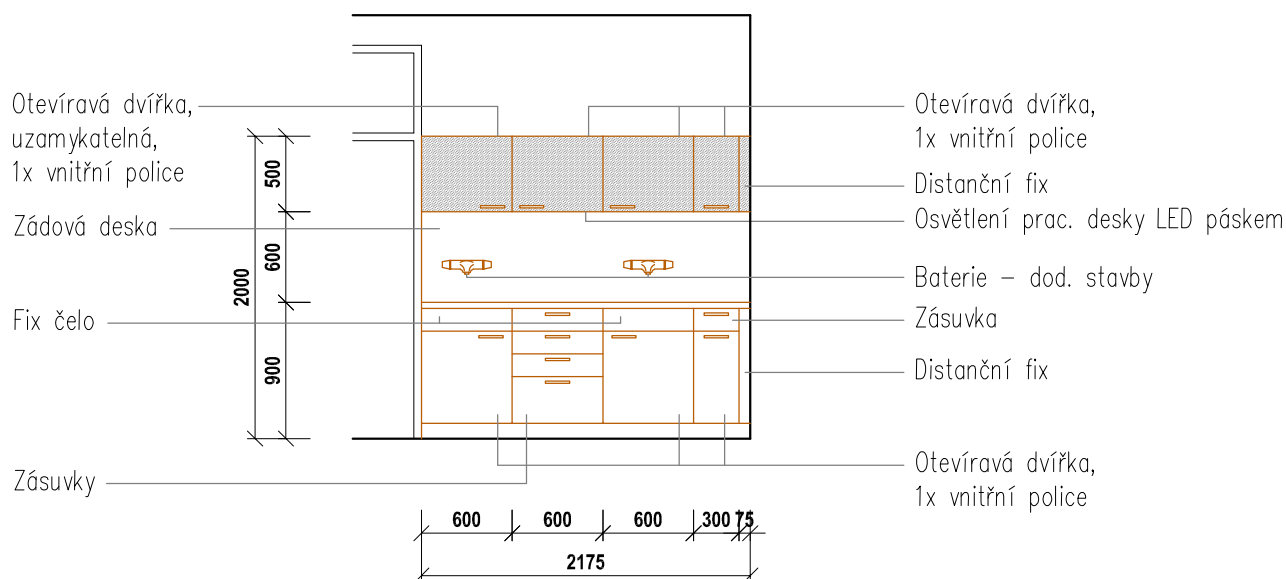 Otevíravá dvířka,
uzamykatelná,
1x vnitřní police
Zádová deska
Fix čelo
Zásuvky
2000
500
600
900
Otevíravá dvířka,
1x vnitřní police
Distanční fix
Osvětlení prac. desky LED páskem
Baterie – dod. stavby
Zásuvka
Distanční fix
Otevíravá dvířka,
1x vnitřní police
600 600 600 300 75
2175